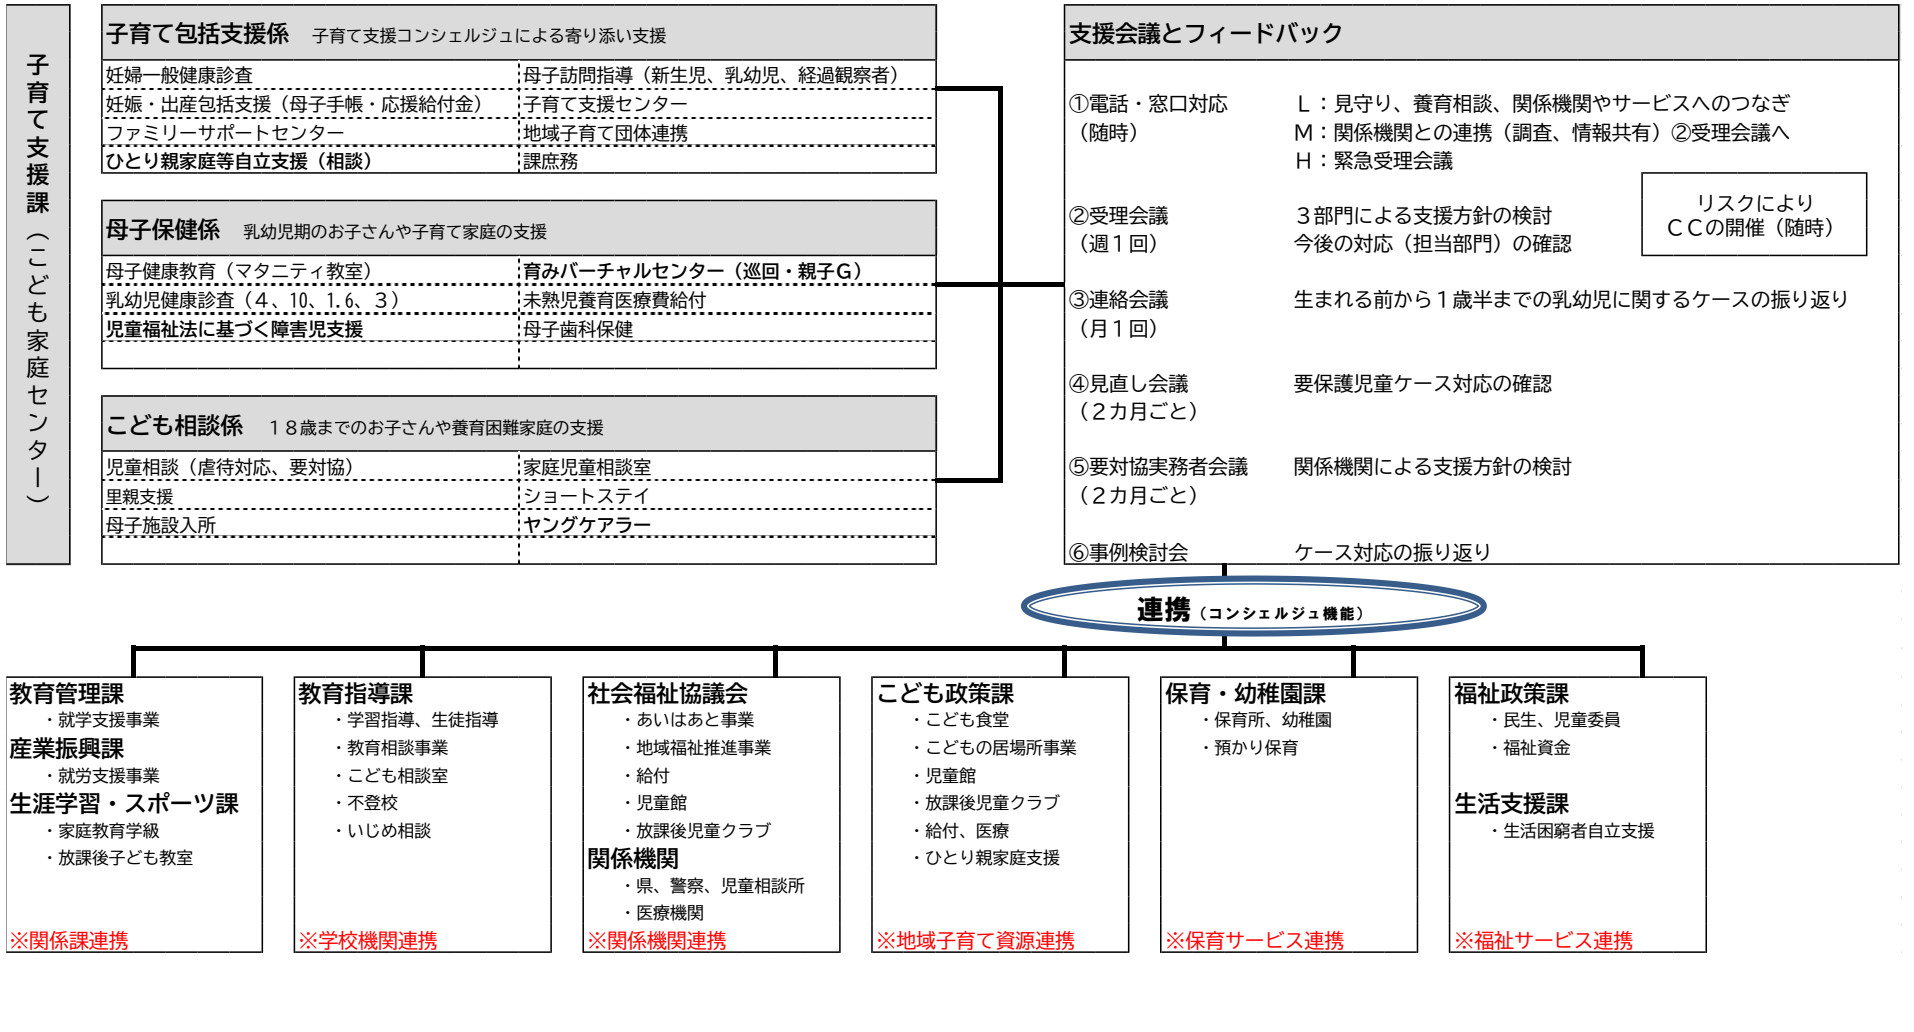 子育て支援課（こども家庭センター）
子育て包括支援係　子育て支援コンシェルジュによる寄り添い支援
妊婦一般健康診査　母子訪問指導（新生児、乳幼児、経過観察者）
妊娠・出産包括支援（母子手帳・応援給付金）　子育て支援センター
ファミリーサポートセンター　地域子育て団体連携
ひとり親家庭等自立支援（相談）　課庶務
母子保健係　乳幼児期のお子さんや子育て家庭の支援
母子健康教育（マタニティ教室）　育みバーチャルセンター（巡回・親子Ｇ）
乳幼児健康診査（４、10、1.6、３）　未熟児養育医療費給付
児童福祉法に基づく障害児支援　母子歯科保健
こども相談係　１８歳までのお子さんや養育困難家庭の支援
児童相談（虐待対応、要対協）　家庭児童相談室
里親支援　ショートステイ
母子施設入所　ヤングケアラー
支援会議とフィードバック
①電話・窓口対応　Ｌ：見守り、養育相談、関係機関やサービスへのつなぎ
（随時）　Ｍ：関係機関との連携（調査、情報共有）②受理会議へ
Ｈ：緊急受理会議
②受理会議　３部門による支援方針の検討
（週１回）　今後の対応（担当部門）の確認
リスクにより
ＣＣの開催（随時）
③連絡会議　生まれる前から１歳半までの乳幼児に関するケースの振り返り
（月１回）
④見直し会議　要保護児童ケース対応の確認
（２カ月ごと）
⑤要対協実務者会議　関係機関による支援方針の検討
（２カ月ごと）
⑥事例検討会　ケース対応の振り返り
連携（コンシェルジュ機能）
教育管理課
・就学支援事業
産業振興課
・就労支援事業
生涯学習・スポーツ課
・家庭教育学級
・放課後子ども教室
※関係課連携
教育指導課
・学習指導、生徒指導
・教育相談事業
・こども相談室
・不登校
・いじめ相談
※学校機関連携
社会福祉協議会
・あいはあと事業
・地域福祉推進事業
・給付
・児童館
・放課後児童クラブ
関係機関
・県、警察、児童相談所
・医療機関
※関係機関連携
こども政策課
・こども食堂
・こどもの居場所事業
・児童館
・放課後児童クラブ
・給付、医療
・ひとり親家庭支援
※地域子育て資源連携
保育・幼稚園課
・保育所、幼稚園
・預かり保育
※保育サービス連携
福祉政策課
・民生、児童委員
・福祉資金
生活支援課
・生活困窮者自立支援
※福祉サービス連携